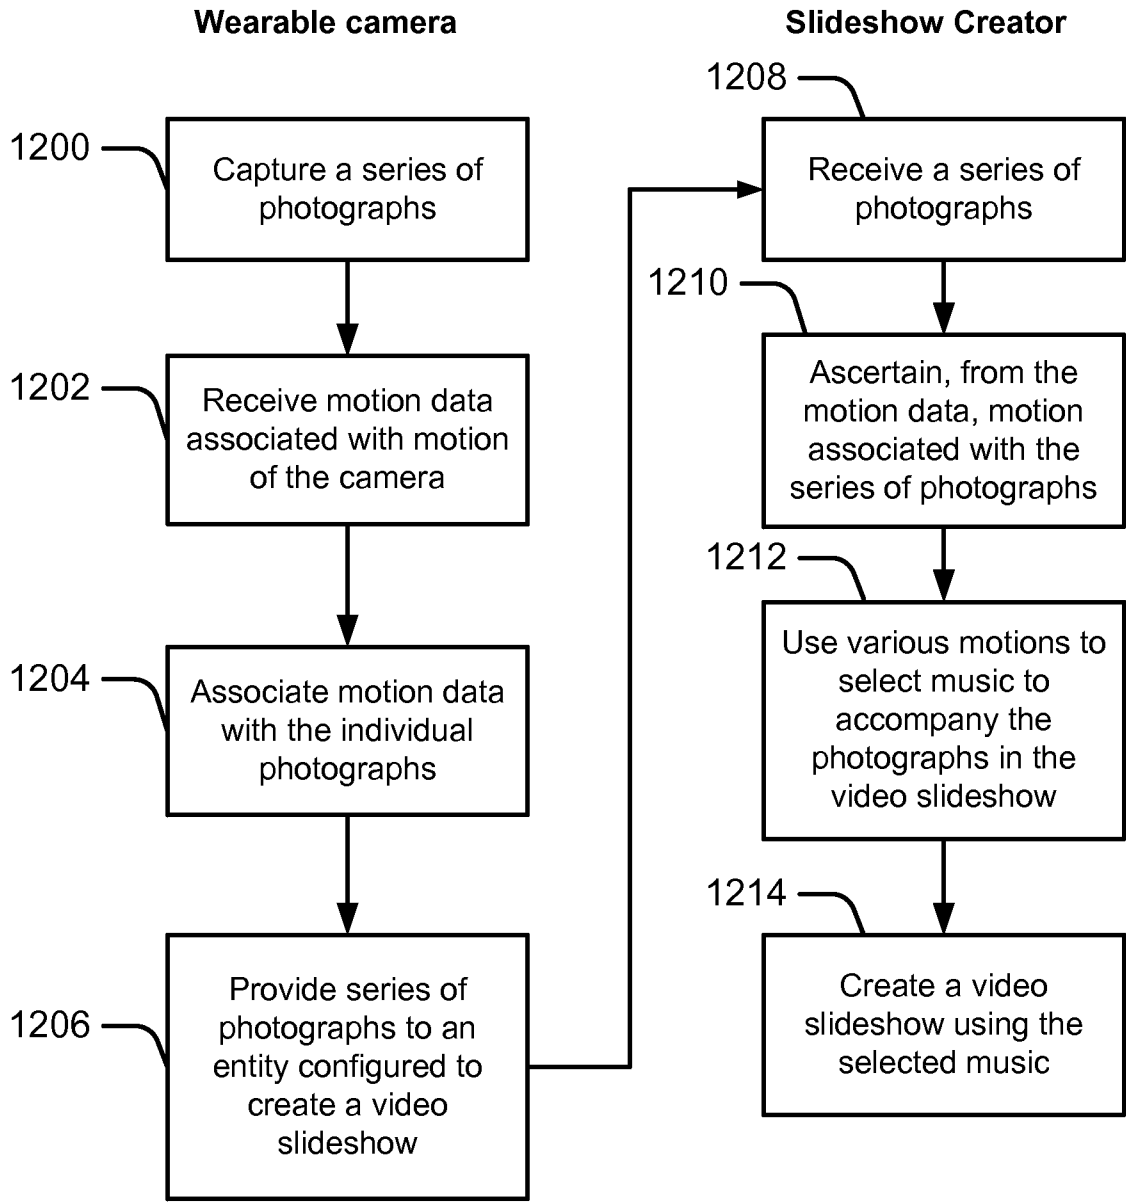 Wearable camera
1200
Capture a series of
photographs
1202
Receive motion data
associated with motion
of the camera
1204
Associate motion data
with the individual
photographs
1206
Provide series of
photographs to an
entity configured to
create a video
slideshow
Slideshow Creator
1208
Receive a series of
photographs
1210
Ascertain, from the
motion data, motion
associated with the
series of photographs
1212
Use various motions to
select music to
accompany the
photographs in the
video slideshow
1214
Create a video
slideshow using the
selected music